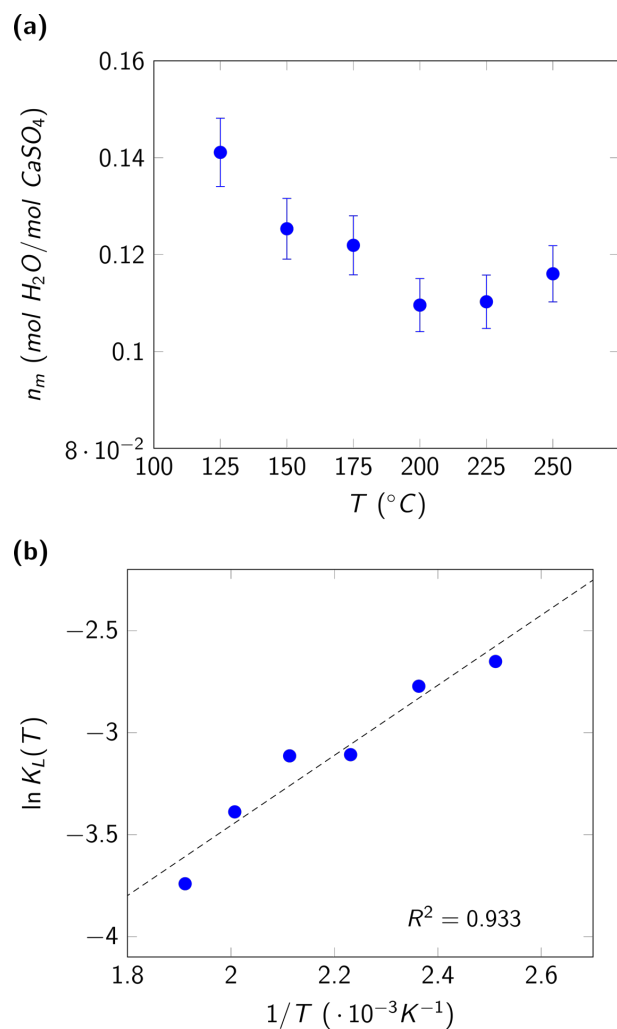 (a)
0.16
0.14
0.12
0.1
8 · 10⁻²
n_m (mol H₂O/mol CaSO₄)
100 125 150 175 200 225 250
T (°C)
(b)
−2.5
−3
−3.5
−4
ln K_L(T)
R² = 0.933
1.8 2 2.2 2.4 2.6
1/T ( · 10⁻³K⁻¹)